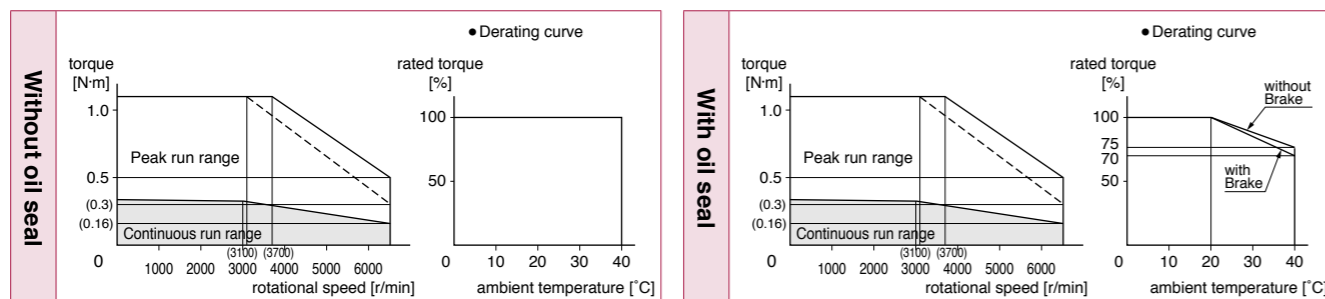 Without oil seal
● Derating curve
torque
[N·m]
1.0
0.5
(0.3)
(0.16)
0
Peak run range
Continuous run range
(3100) (3700)
1000 2000 3000 4000 5000 6000
rotational speed [r/min]
rated torque
[%]
100
50
0 10 20 30 40
ambient temperature [˚C]
With oil seal
● Derating curve
torque
[N·m]
1.0
0.5
(0.3)
(0.16)
0
Peak run range
Continuous run range
(3100) (3700)
1000 2000 3000 4000 5000 6000
rotational speed [r/min]
rated torque
[%]
without
Brake
100
75
70
50
with
Brake
0 10 20 30 40
ambient temperature [˚C]